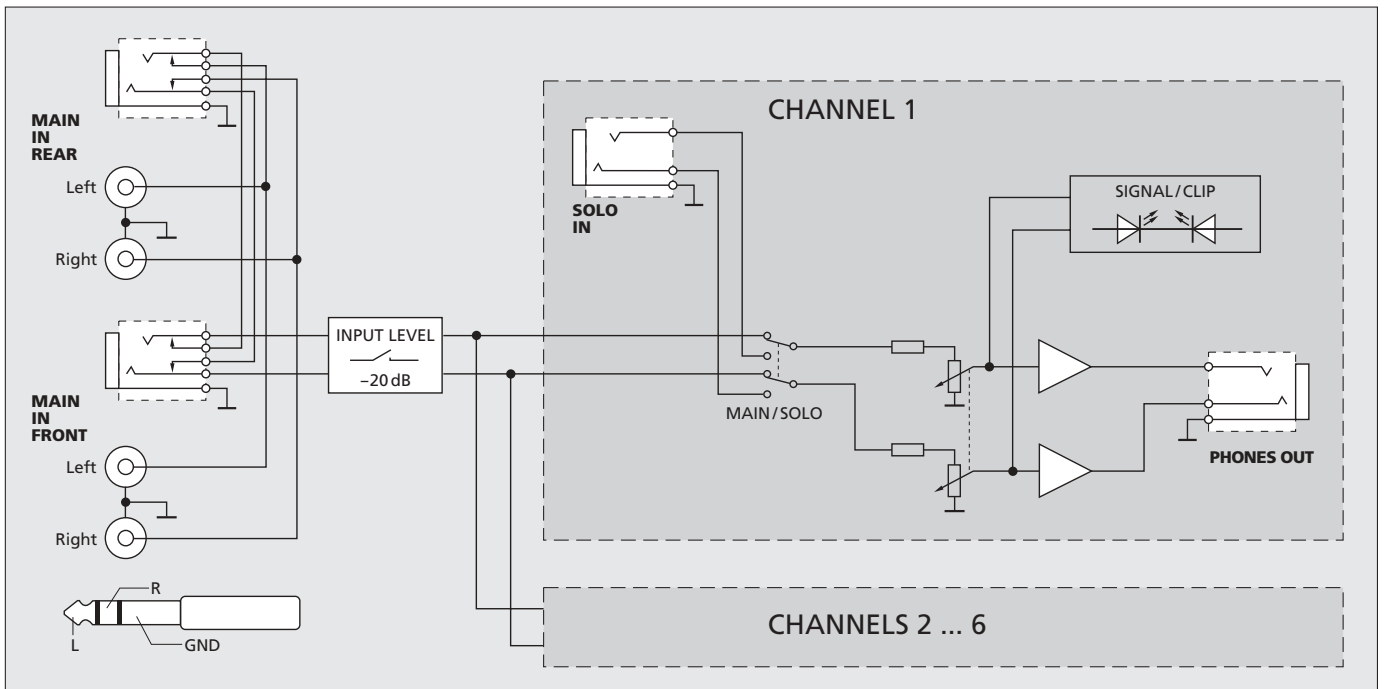 MAIN
IN
REAR
Left
Right
MAIN
IN
FRONT
Left
Right
R
L
GND
INPUT LEVEL
–20 dB
CHANNEL 1
SOLO
IN
MAIN / SOLO
SIGNAL / CLIP
PHONES OUT
CHANNELS 2 ... 6